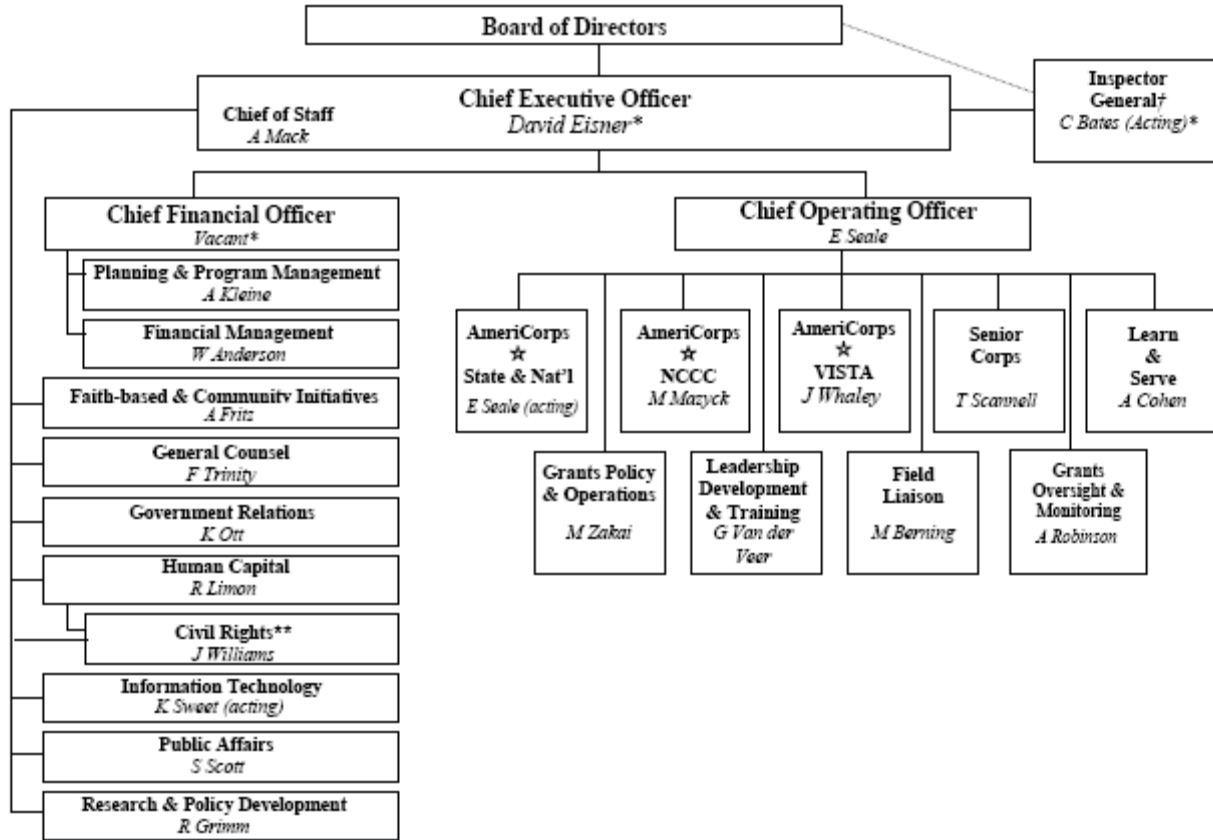 Board of Directors
Inspector
General†
C Bates (Acting)*
Chief Executive Officer
David Eisner*
Chief of Staff
A Mack
Chief Financial Officer
Vacant*
Planning & Program Management
A Kleine
Financial Management
W Anderson
Faith-based & Community Initiatives
A Fritz
General Counsel
F Trinity
Government Relations
K Ott
Human Capital
R Limon
Civil Rights**
J Williams
Information Technology
K Sweet (acting)
Public Affairs
S Scott
Research & Policy Development
R Grimm
Chief Operating Officer
E Seale
AmeriCorps
☆
State & Nat'l
E Seale (acting)
AmeriCorps
☆
NCCC
M Mazyck
AmeriCorps
☆
VISTA
J Whaley
Senior
Corps
T Scannell
Learn
&
Serve
A Cohen
Grants Policy
& Operations
M Zakai
Leadership
Development
& Training
G Van der
Veer
Field
Liaison
M Berning
Grants
Oversight &
Monitoring
A Robinson